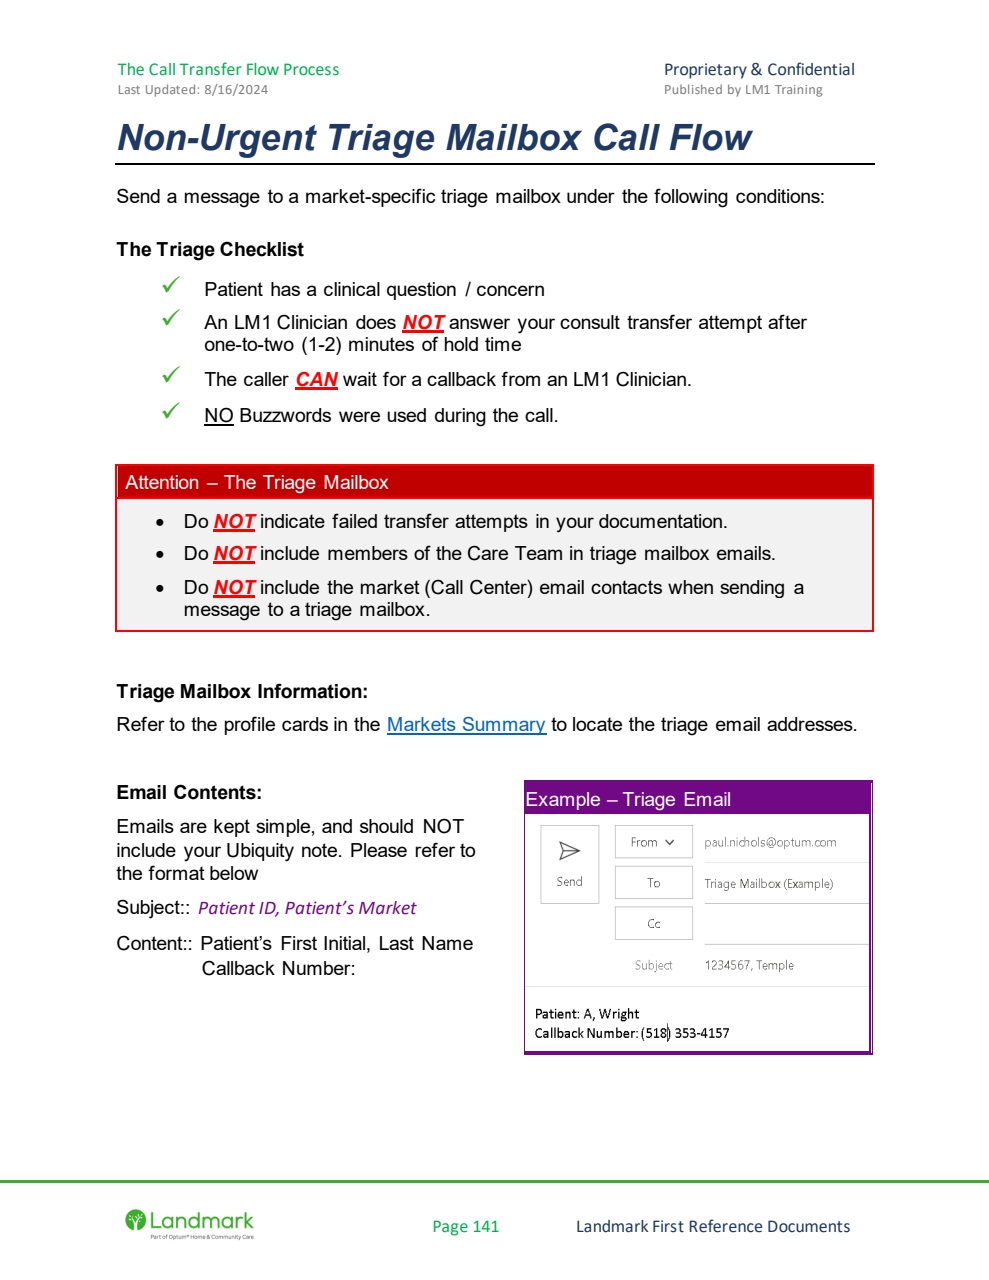 The Call Transfer Flow Process
Proprietary & Confidential
Last Updated: 8/16/2024
Published by LM1 Training
Non-Urgent Triage Mailbox Call Flow
Send a message to a market-specific triage mailbox under the following conditions:
The Triage Checklist
Patient has a clinical question / concern
An LM1 Clinician does NOT answer your consult transfer attempt after
one-to-two (1-2) minutes of hold time
The caller CAN wait for a callback from an LM1 Clinician.
NO Buzzwords were used during the call.
Attention – The Triage Mailbox
• Do NOT indicate failed transfer attempts in your documentation.
• Do NOT include members of the Care Team in triage mailbox emails.
• Do NOT include the market (Call Center) email contacts when sending a
message to a triage mailbox.
Triage Mailbox Information:
Refer to the profile cards in the Markets Summary to locate the triage email addresses.
Email Contents:
Emails are kept simple, and should NOT
include your Ubiquity note. Please refer to
the format below
Subject:: Patient ID, Patient’s Market
Content:: Patient’s First Initial, Last Name
Callback Number:
Example – Triage Email
Send
From
paul.nichols@optum.com
To
Triage Mailbox (Example)
Cc
Subject
1234567, Temple
Patient: A, Wright
Callback Number: (518) 353-4157
Landmark
Part of Optum® Home & Community Care
Page 141
Landmark First Reference Documents